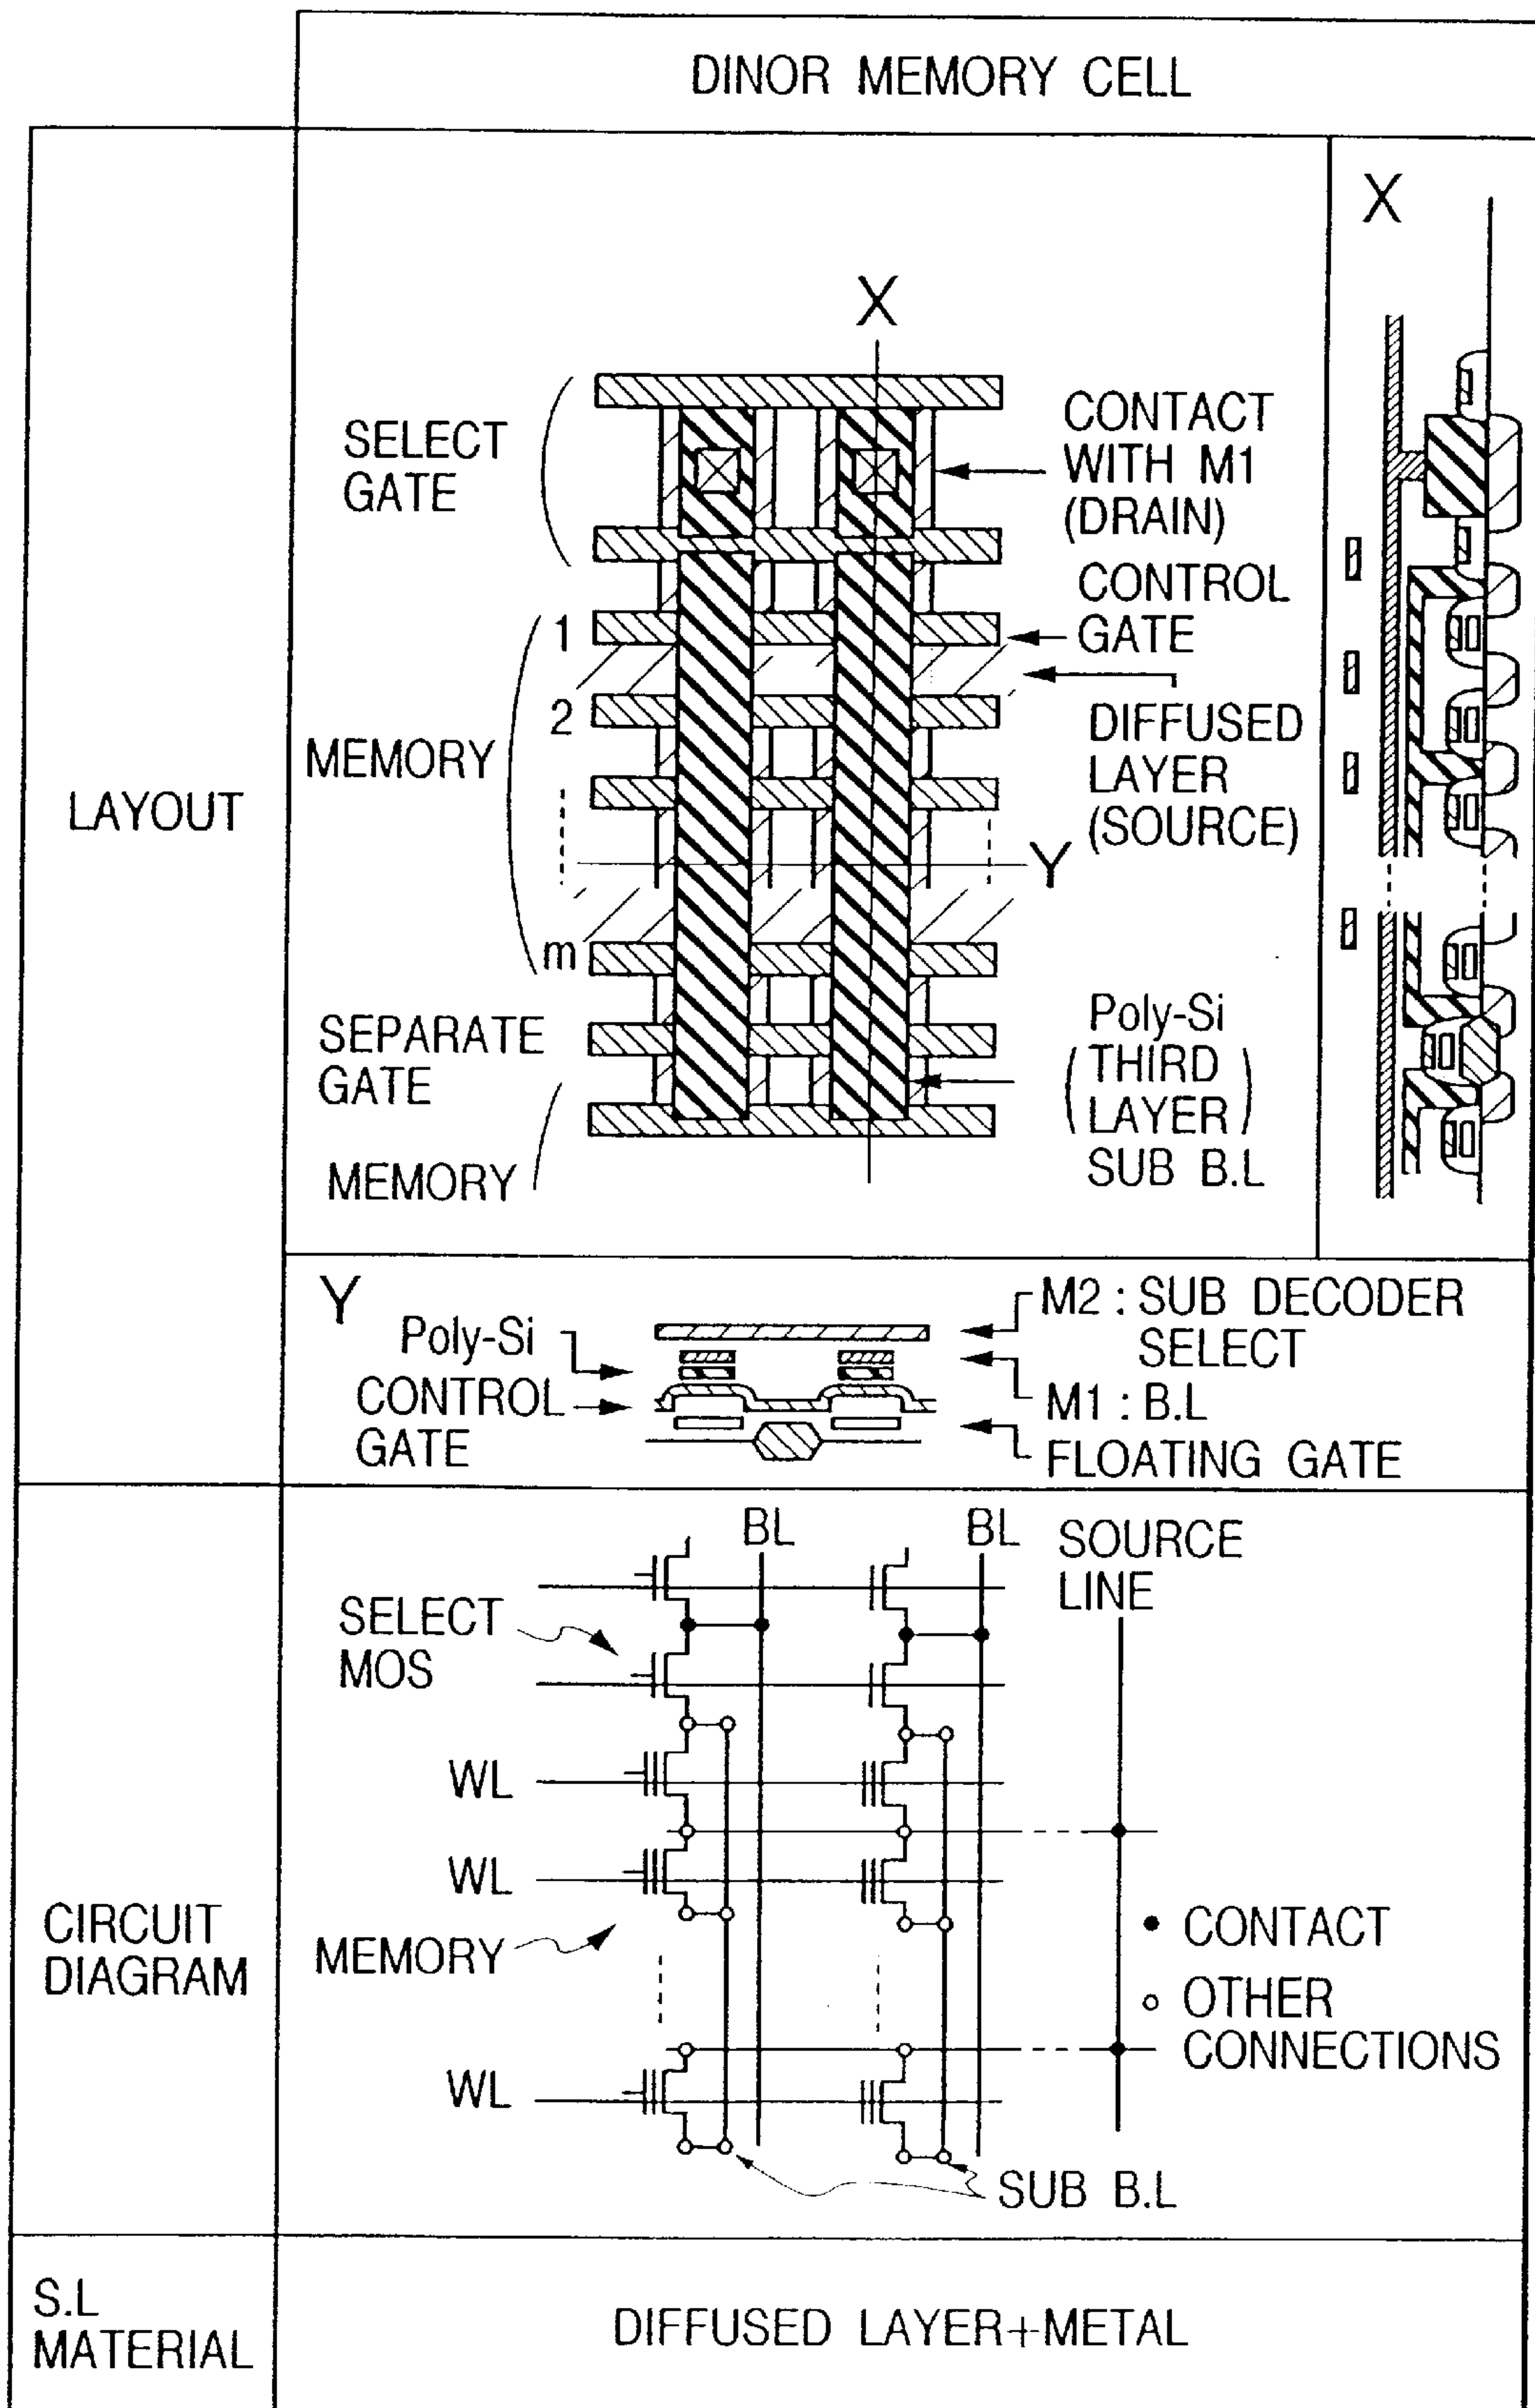 DINOR MEMORY CELL
LAYOUT
X
X
SELECT
GATE
CONTACT
WITH M1
(DRAIN)
CONTROL
GATE
1
2
m
MEMORY
DIFFUSED
LAYER
(SOURCE)
Y
SEPARATE
GATE
MEMORY
Poly-Si
(THIRD
LAYER)
SUB B.L
Y
Poly-Si
CONTROL
GATE
M2 : SUB DECODER
SELECT
M1 : B.L
FLOATING GATE
CIRCUIT
DIAGRAM
BL
BL
SOURCE
LINE
SELECT
MOS
WL
WL
MEMORY
WL
• CONTACT
○ OTHER
CONNECTIONS
SUB B.L
S.L
MATERIAL
DIFFUSED LAYER+METAL